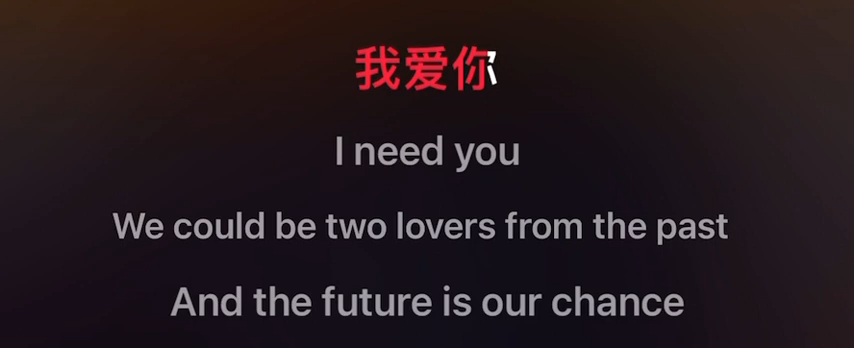 我爱你
I need you
We could be two lovers from the past
And the future is our chance